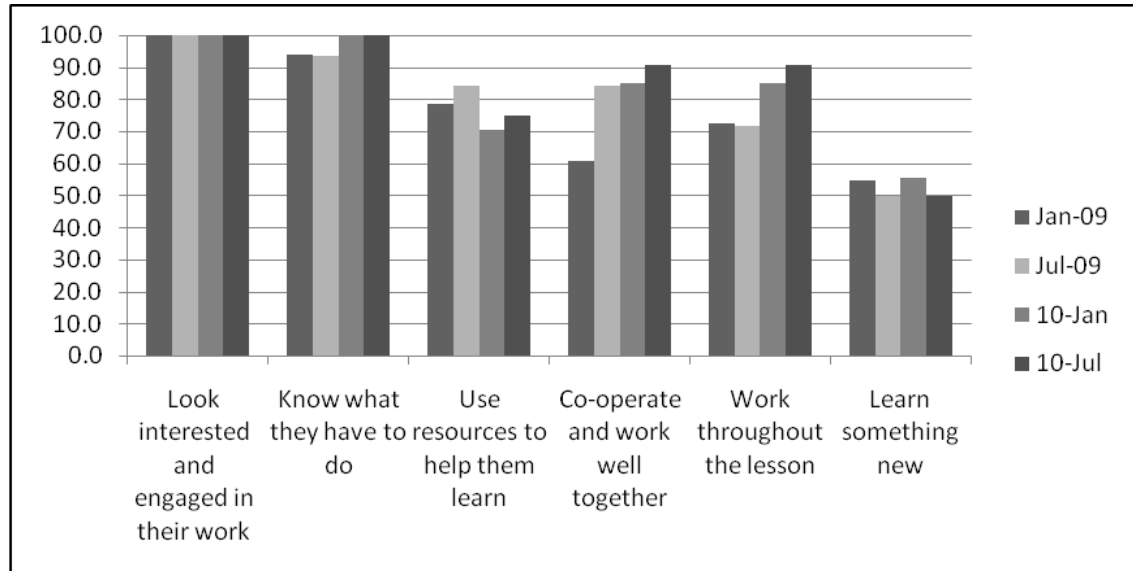 100.0
90.0
80.0
70.0
60.0
50.0
40.0
30.0
20.0
10.0
0.0
Look
interested
and
engaged in
their work
Know what
they have to
do
Use
resources to
help them
learn
Co-operate
and work
well
together
Work
throughout
the lesson
Learn
something
new
Jan-09
Jul-09
10-Jan
10-Jul